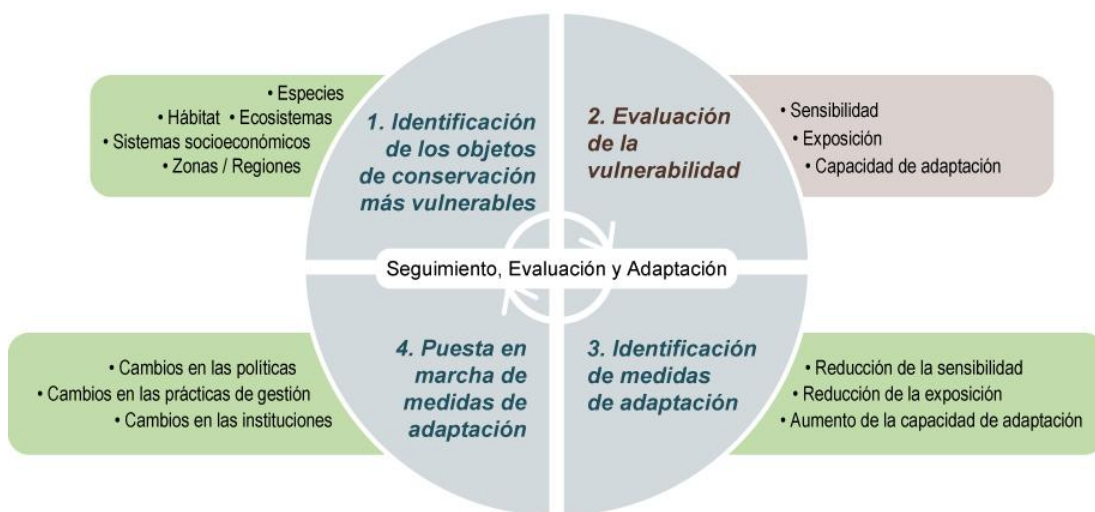 • Especies
• Hábitat • Ecosistemas
• Sistemas socioeconómicos
• Zonas / Regiones
1. Identificación
de los objetos
de conservación
más vulnerables
2. Evaluación
de la
vulnerabilidad
• Sensibilidad
• Exposición
• Capacidad de adaptación
Seguimiento, Evaluación y Adaptación
• Cambios en las políticas
• Cambios en las prácticas de gestión
• Cambios en las instituciones
4. Puesta en
marcha de
medidas de
adaptación
3. Identificación
de medidas
de adaptación
• Reducción de la sensibilidad
• Reducción de la exposición
• Aumento de la capacidad de adaptación